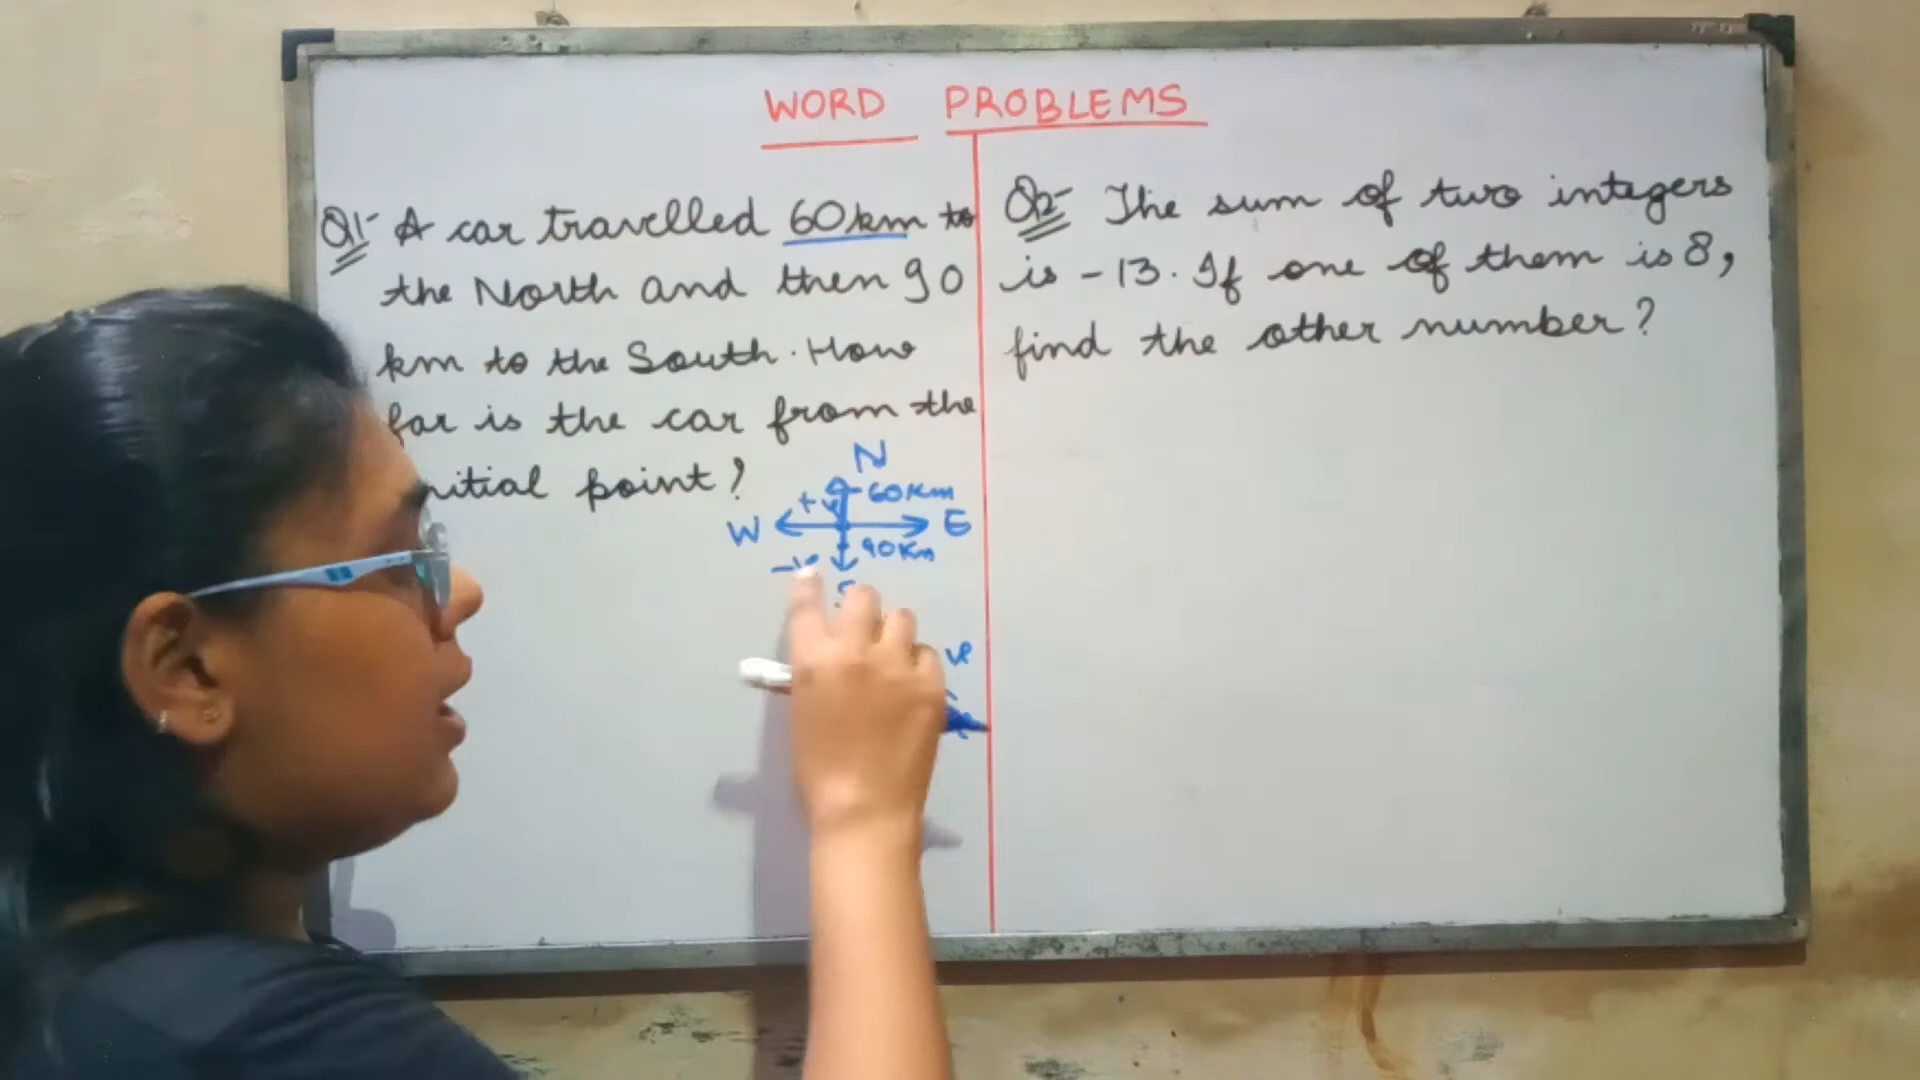 WORD PROBLEMS
Q1- A car travelled 60km to
the North and then 90
km to the South. How
far is the car from the
nitial point?
N
+v 60Km
W E
90Km
-ve
S
ve
Q2- The sum of two integers
is -13. If one of them is 8,
find the other number?